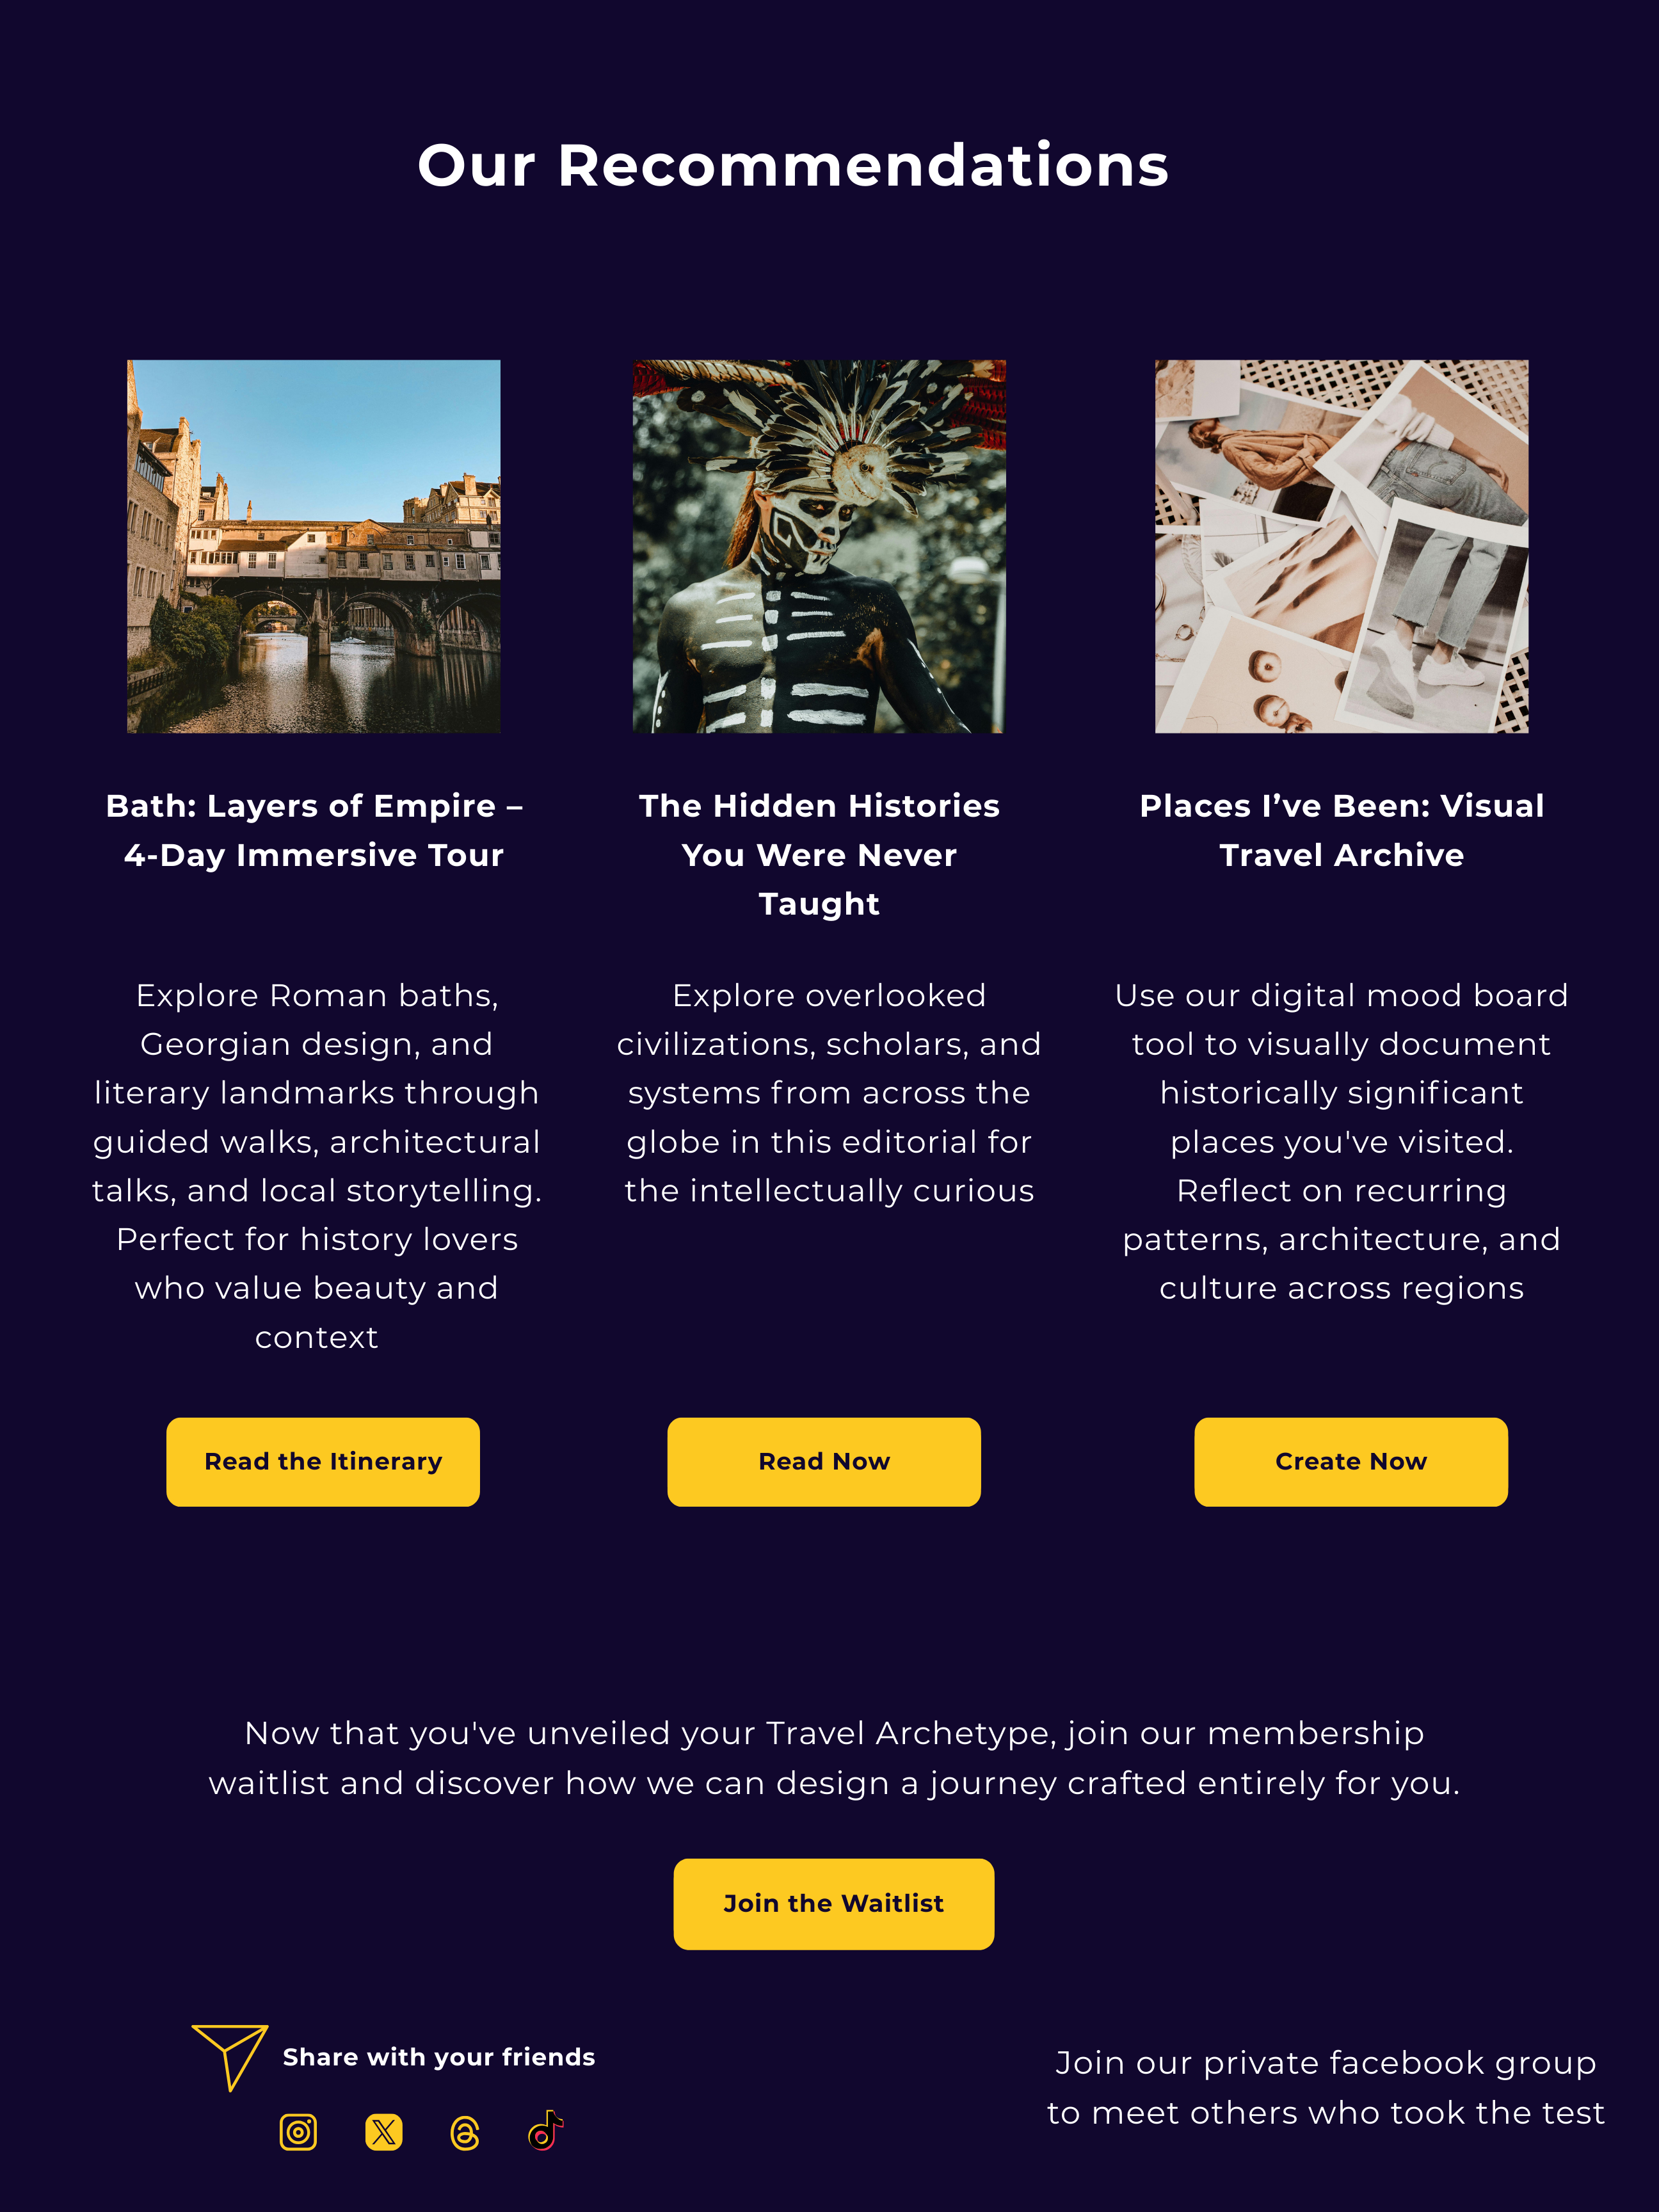 Our Recommendations
Bath: Layers of Empire –
4-Day Immersive Tour
Explore Roman baths,
Georgian design, and
literary landmarks through
guided walks, architectural
talks, and local storytelling.
Perfect for history lovers
who value beauty and
context
Read the Itinerary
The Hidden Histories
You Were Never
Taught
Explore overlooked
civilizations, scholars, and
systems from across the
globe in this editorial for
the intellectually curious
Read Now
Places I’ve Been: Visual
Travel Archive
Use our digital mood board
tool to visually document
historically significant
places you've visited.
Reflect on recurring
patterns, architecture, and
culture across regions
Create Now
Now that you've unveiled your Travel Archetype, join our membership
waitlist and discover how we can design a journey crafted entirely for you.
Join the Waitlist
Share with your friends
Join our private facebook group
to meet others who took the test